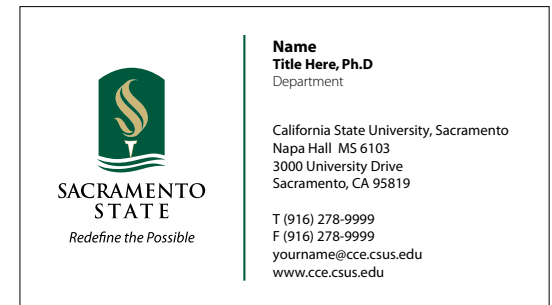 SACRAMENTO
STATE
Redefine the Possible
Name
Title Here, Ph.D
Department
California State University, Sacramento
Napa Hall MS 6103
3000 University Drive
Sacramento, CA 95819
T (916) 278-9999
F (916) 278-9999
yourname@cce.csus.edu
www.cce.csus.edu